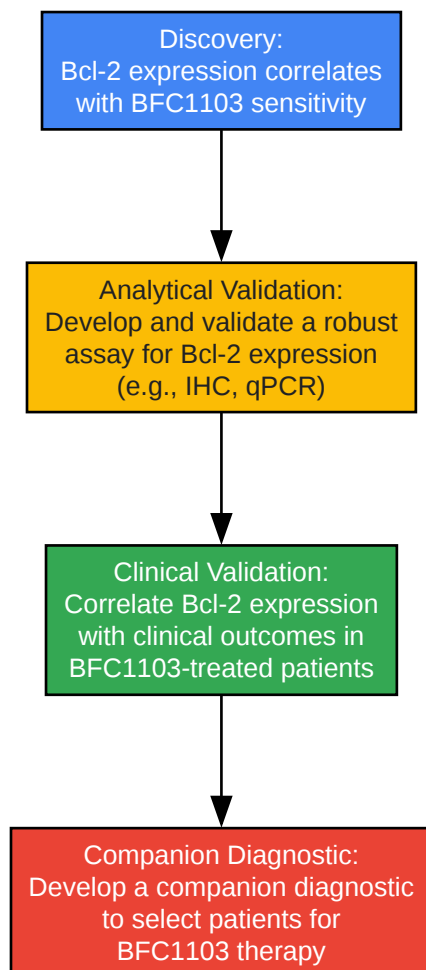 Discovery:
Bcl-2 expression correlates
with BFC1103 sensitivity
Analytical Validation:
Develop and validate a robust
assay for Bcl-2 expression
(e.g., IHC, qPCR)
Clinical Validation:
Correlate Bcl-2 expression
with clinical outcomes in
BFC1103-treated patients
Companion Diagnostic:
Develop a companion diagnostic
to select patients for
BFC1103 therapy